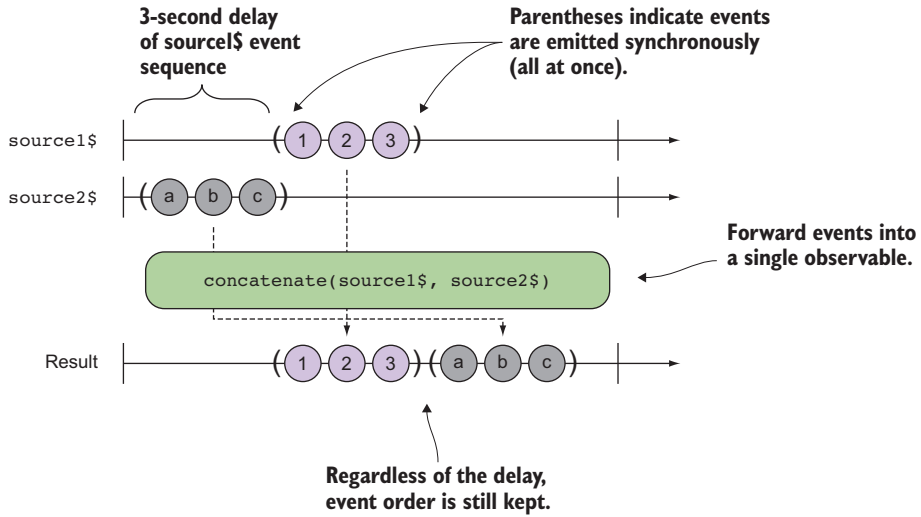 3-second delay
of source1$ event
sequence
Parentheses indicate events
are emitted synchronously
(all at once).
source1$
( 1 2 3 )
source2$
( a b c )
Forward events into
a single observable.
concatenate(source1$, source2$)
Result
( 1 2 3 ) ( a b c )
Regardless of the delay,
event order is still kept.